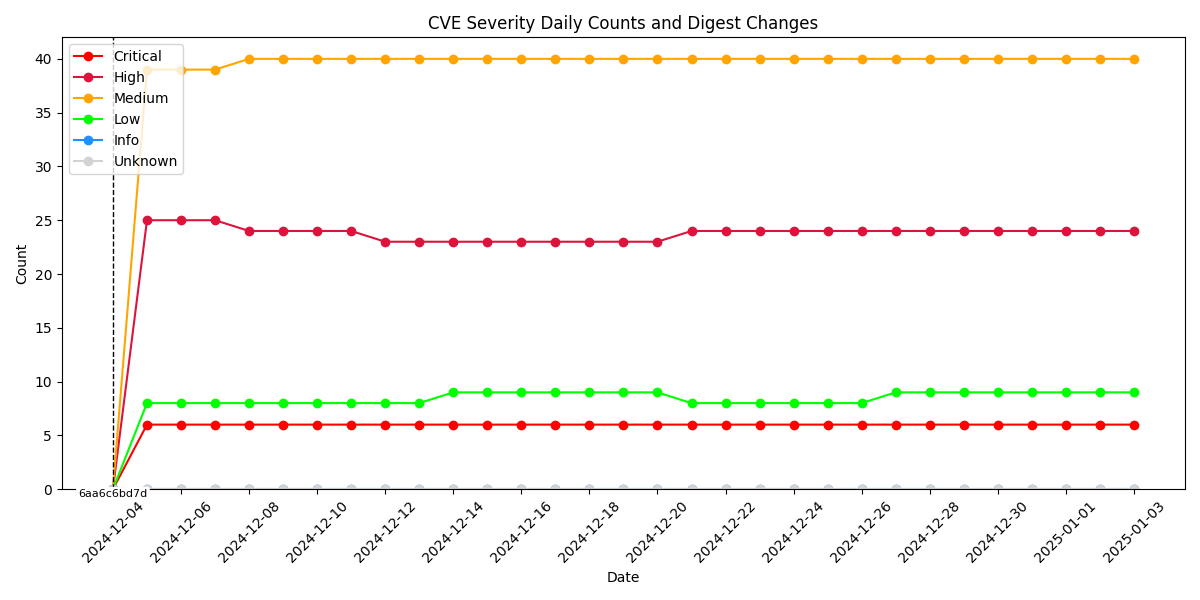 CVE Severity Daily Counts and Digest Changes
Critical
High
Medium
Low
Info
Unknown
Count
40
35
30
25
20
15
10
5
0
6aa6c6bd7d
2024-12-04
2024-12-06
2024-12-08
2024-12-10
2024-12-12
2024-12-14
2024-12-16
2024-12-18
2024-12-20
2024-12-22
2024-12-24
2024-12-26
2024-12-28
2024-12-30
2025-01-01
2025-01-03
Date